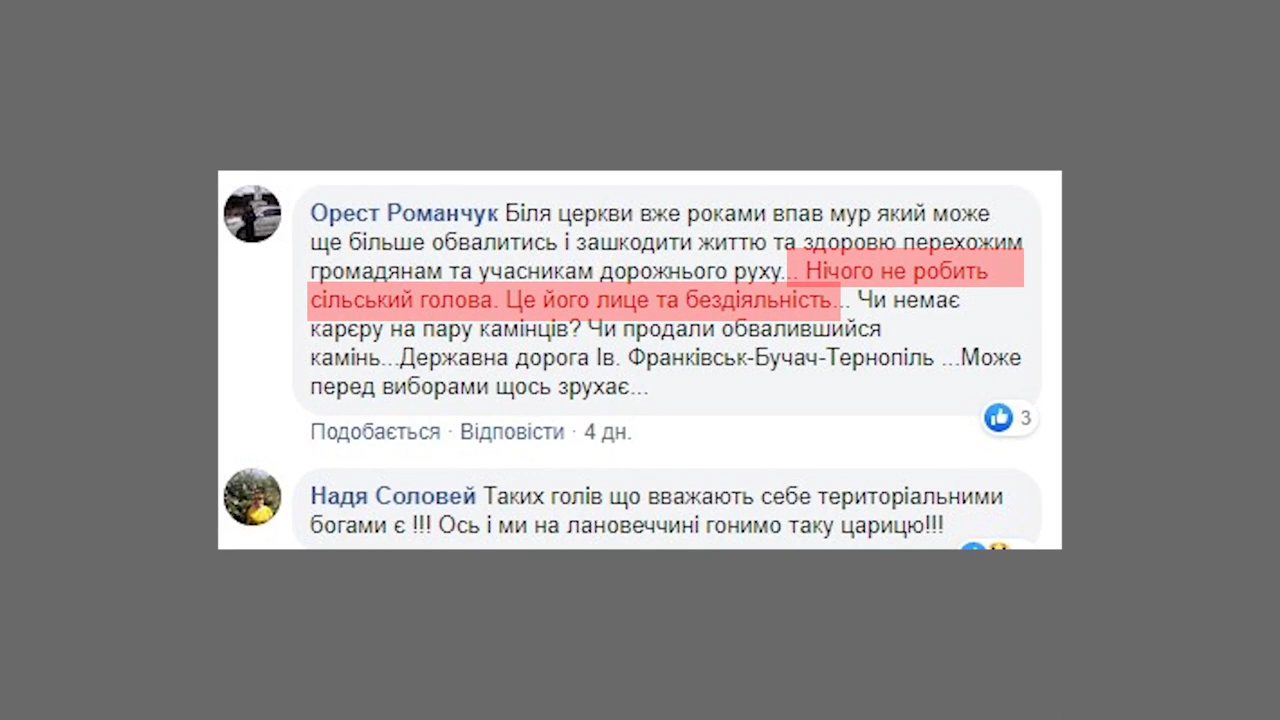 Орест Романчук Біля церкви вже роками впав мур який може
ще більше обвалитись і зашкодити життю та здоровю перехожим
громадянам та учасникам дорожнього руху... Нічого не робить
сільський голова. Це його лице та бездіяльність... Чи немає
карєру на пару камінців? Чи продали обвалившийся
камінь...Державна дорога Ів. Франківськ-Бучач-Тернопіль ...Може
перед виборами щось зрухає...
3
Подобається · Відповісти · 4 дн.
Надя Соловей Таких голів що вважають себе територіальними
богами є !!! Ось і ми на лановеччині гонимо таку царицю!!!